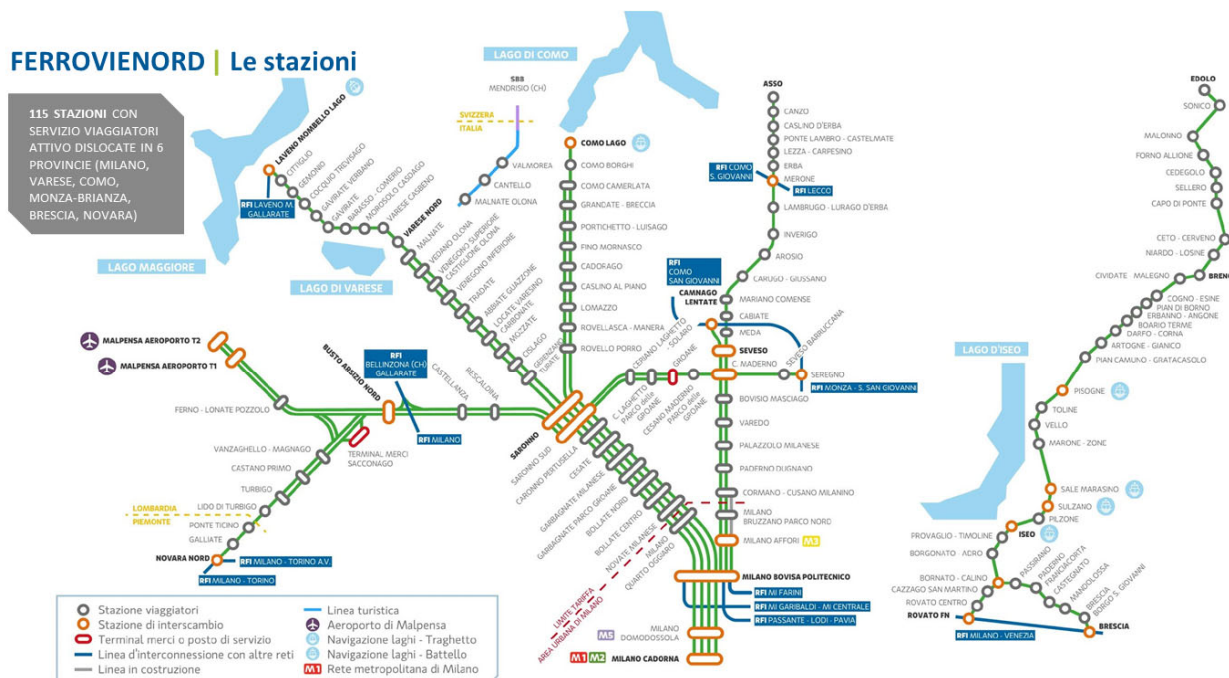 FERROVIENORD | Le stazioni
115 STAZIONI CON
SERVIZIO VIAGGIATORI
ATTIVO DISLOCATE IN 6
PROVINCIE (MILANO,
VARESE, COMO,
MONZA-BRIANZA,
BRESCIA, NOVARA)
LAGO MAGGIORE
LAGO DI VARESE
LAGO DI COMO
LAGO D'ISEO
S88
MENDRISIO (CH)
SVIZZERA
ITALIA
VALMOREA
CANTELLO
MALNATE OLONA
LAVENO MOMBELLO LAGO
RFI LAVENO M.
GALLARATE
CITTIGLIO
GEMONIO
COCQUIO TREVISAGO
GAVIRATE VERBANO
GAVIRATE
BARASSO - COMERIO
MOROSOLO CASDAGO
VARESE CASBENO
VARESE NORD
MALNATE
VEDANO OLONA
VENEGONO SUPERIORE
CASTIGLIONE OLONA
VENEGONO INFERIORE
TRADATE
ABBIATE GUAZZONE
LOCATE VARESINO
CARBONATE
MOZZATE
CISLAGO
GERENZANO
TURATE
COMO LAGO
COMO BORGHI
COMO CAMERLATA
GRANDATE - BRECCIA
PORTICHETTO - LUISAGO
FINO MORNASCO
CADORAGO
CASLINO AL PIANO
LOMAZZO
ROVELLASCA - MANERA
ROVELLO PORRO
MALPENSA AEROPORTO T2
MALPENSA AEROPORTO T1
FERNO - LONATE POZZOLO
BUSTO ARSIZIO NORD
RFI
BELLINZONA (CH)
GALLARATE
RFI MILANO
CASTELLANZA
RESCALDINA
TERMINAL MERCI
SACCONAGO
VANZAGHELLO - MAGNAGO
CASTANO PRIMO
TURBIGO
LOMBARDIA
PIEMONTE
LIDO DI TURBIGO
PONTE TICINO
GALLIATE
NOVARA NORD
RFI MILANO - TORINO A.V.
RFI MILANO - TORINO
SARONNO
SARONNO SUD
CARONNO PERTUSELLA
CESATE
GARBAGNATE MILANESE
GARBAGNATE PARCO GROANE
BOLLATE NORD
BOLLATE CENTRO
NOVATE MILANESE
MILANO
QUARTO OGGIARO
LIMITE TARIFFA
AREA URBANA DI MILANO
ASSO
CANZO
CASLINO D'ERBA
PONTE LAMBRO - CASTELMATE
LEZZA - CARPESINO
ERBA
RFI COMO
S. GIOVANNI
MERONE
RFI LECCO
LAMBRUGO - LURAGO D'ERBA
INVERIGO
AROSIO
CARUGO - GIUSSANO
MARIANO COMENSE
CABIATE
MEDA
RFI
COMO
SAN GIOVANNI
CAMNAGO
LENTATE
SEVESO
C. MADERNO
SEVESO BARUCCANA
SEREGNO
RFI MONZA - S. SAN GIOVANNI
CERIANO LAGHETTO
- SOLARO
GROANE
C. LAGHETTO
PARCO delle
GROANE
CESANO MADERNO
PARCO delle
GROANE
BOVISIO MASCIAGO
VAREDO
PALAZZOLO MILANESE
PADERNO DUGNANO
CORMANO - CUSANO MILANINO
MILANO
BRUZZANO PARCO NORD
MILANO AFFORI M3
MILANO BOVISA POLITECNICO
RFI MI FARINI
RFI MI GARIBALDI - MI CENTRALE
RFI PASSANTE - LODI - PAVIA
M5
MILANO
DOMODOSSOLA
M1 M2 MILANO CADORNA
EDOLO
SONICO
MALONNO
FORNO ALLIONE
CEDEGOLO
SELLERO
CAPO DI PONTE
CETO - CERVENO
NIARDO - LOSINE
BRENO
CIVIDATE - MALEGNO
COGNO - ESINE
PIAN DI BORNO
ERBANNO - ANGONE
BOARIO TERME
DARFO - CORNA
ARTOGNE - GIANICO
PIAN CAMUNO - GRATACASOLO
PISOGNE
TOLINE
VELLO
MARONE - ZONE
SALE MARASINO
SULZANO
PILZONE
ISEO
PROVAGLIO - TIMOLINE
BORGONATO - ADRO
BORNATO - CALINO
CAZZAGO SAN MARTINO
ROVATO CENTRO
ROVATO FN
RFI MILANO - VENEZIA
PASSIRANO
PADERNO
FRANCIACORTA
CASTEGNATO
MANDOLOSSA
BRESCIA
BORGO S. GIOVANNI
BRESCIA
Stazione viaggiatori
Stazione di interscambio
Terminal merci o posto di servizio
Linea d'interconnessione con altre reti
Linea in costruzione
Linea turistica
Aeroporto di Malpensa
Navigazione laghi - Traghetto
Navigazione laghi - Battello
M1 Rete metropolitana di Milano